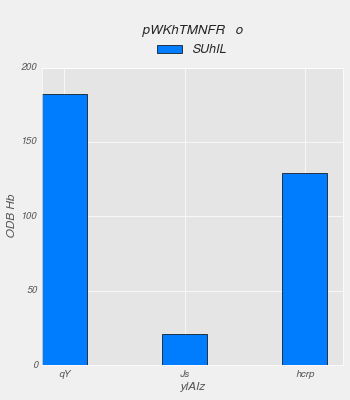 pWKhTMNFR o
SUhIL
ODB Hb
200
150
100
50
0
qY Js hcrp
yIAIz